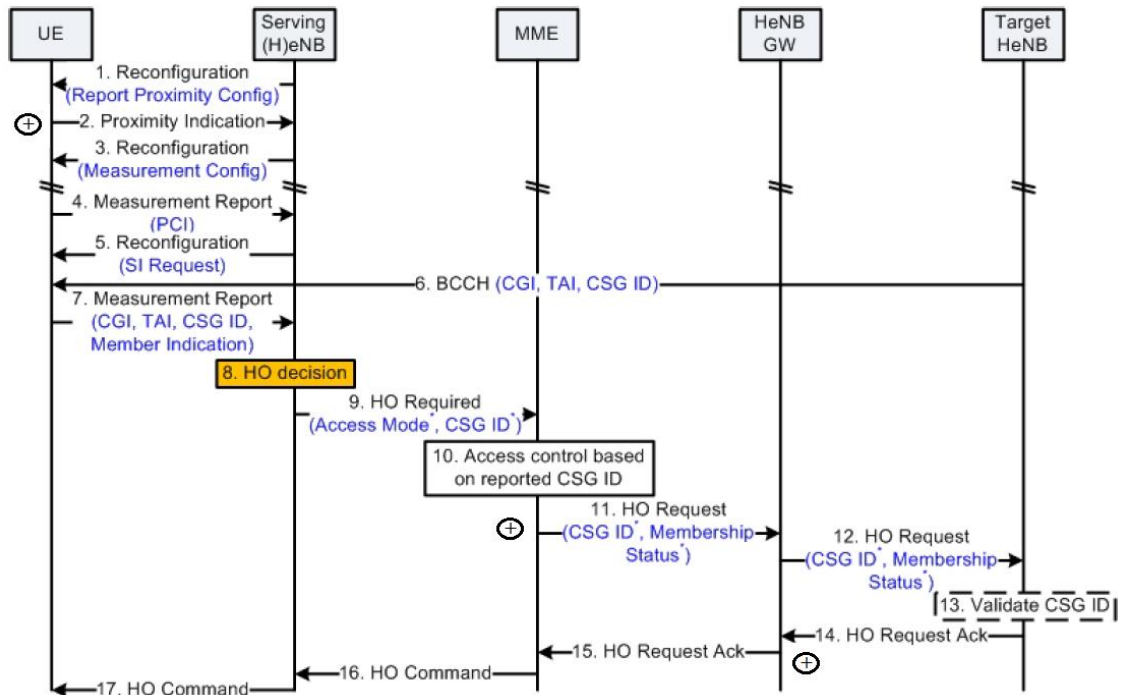 UE
Serving
(H)eNB
MME
HeNB
GW
Target
HeNB
1. Reconfiguration
(Report Proximity Config)
2. Proximity Indication
3. Reconfiguration
(Measurement Config)
4. Measurement Report
(PCI)
5. Reconfiguration
(SI Request)
6. BCCH (CGI, TAI, CSG ID)
7. Measurement Report
(CGI, TAI, CSG ID,
Member Indication)
8. HO decision
9. HO Required
(Access Mode*, CSG ID*)
10. Access control based
on reported CSG ID
11. HO Request
(CSG ID*, Membership
Status*)
12. HO Request
(CSG ID*, Membership
Status*)
13. Validate CSG ID
14. HO Request Ack
15. HO Request Ack
16. HO Command
17. HO Command